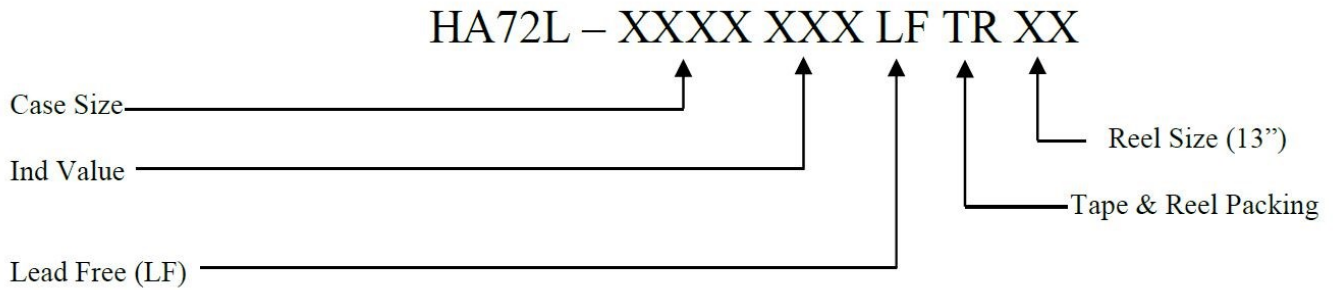 HA72L – XXXX XXX LF TR XX
Case Size
Reel Size (13”)
Ind Value
Tape & Reel Packing
Lead Free (LF)